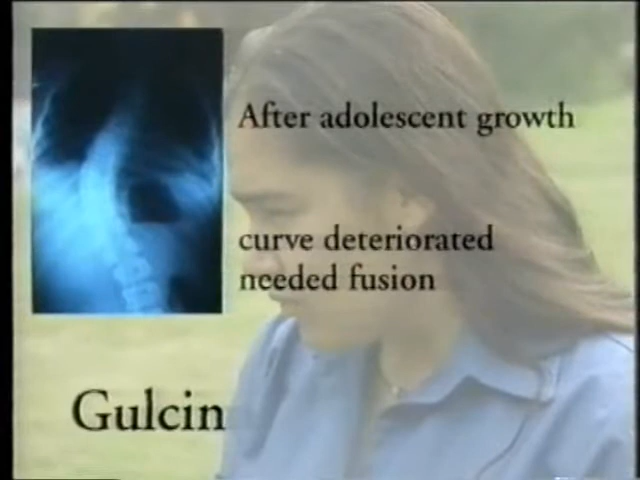 After adolescent growth
curve deteriorated
needed fusion
Gulcin